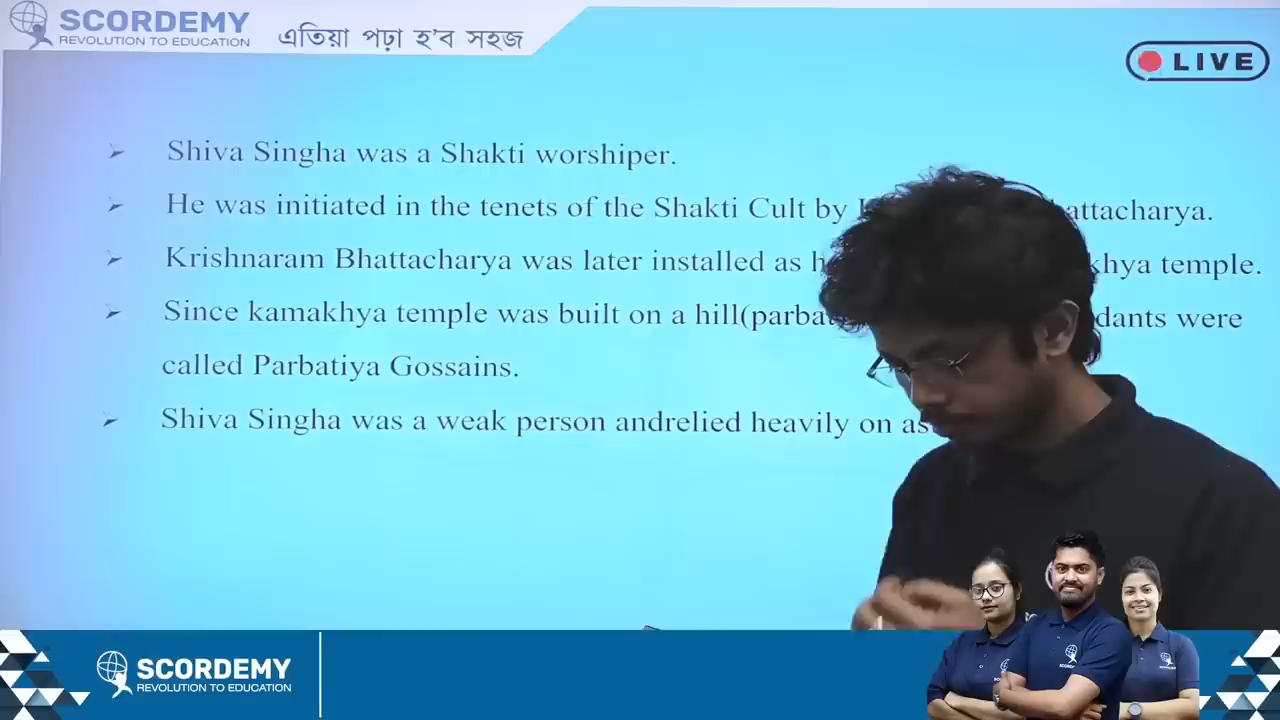 SCORDEMY
REVOLUTION TO EDUCATION
এতিয়া পঢ়া হ'ব সহজ
LIVE
➢ Shiva Singha was a Shakti worshiper.
➢ He was initiated in the tenets of the Shakti Cult by attacharya.
➢ Krishnaram Bhattacharya was later installed as h khya temple.
➢ Since kamakhya temple was built on a hill(parbat dants were
called Parbatiya Gossains.
➢ Shiva Singha was a weak person andrelied heavily on as
SCORDEMY
REVOLUTION TO EDUCATION